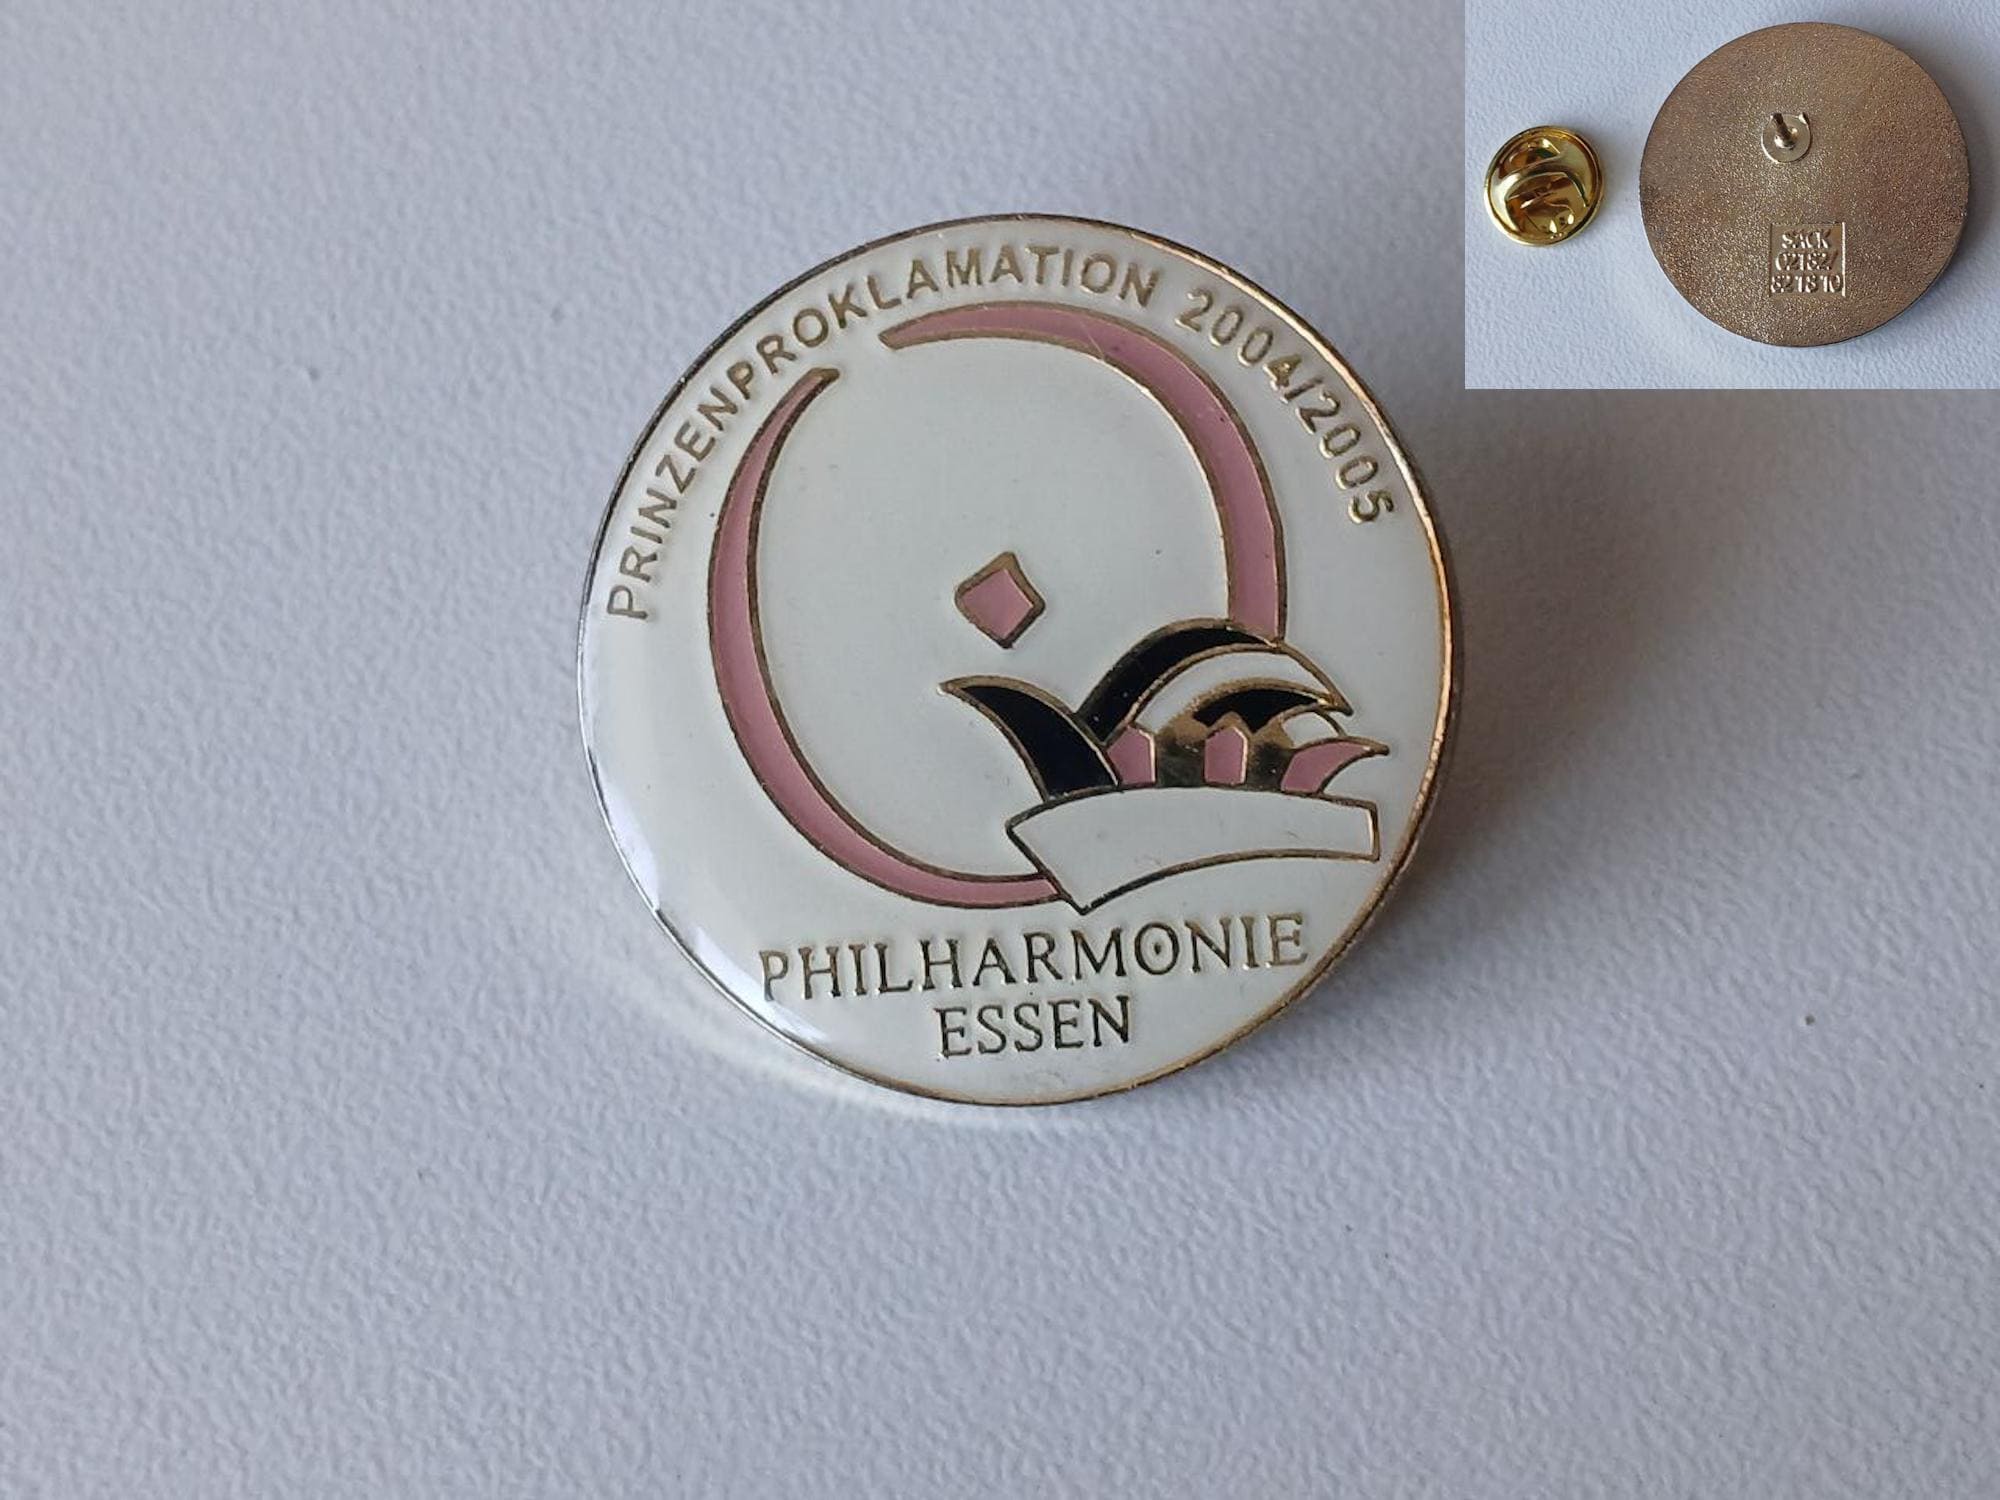 PRINZENPROKLAMATION 2004/2005
PHILHARMONIE
ESSEN
SACK
02182/
821810